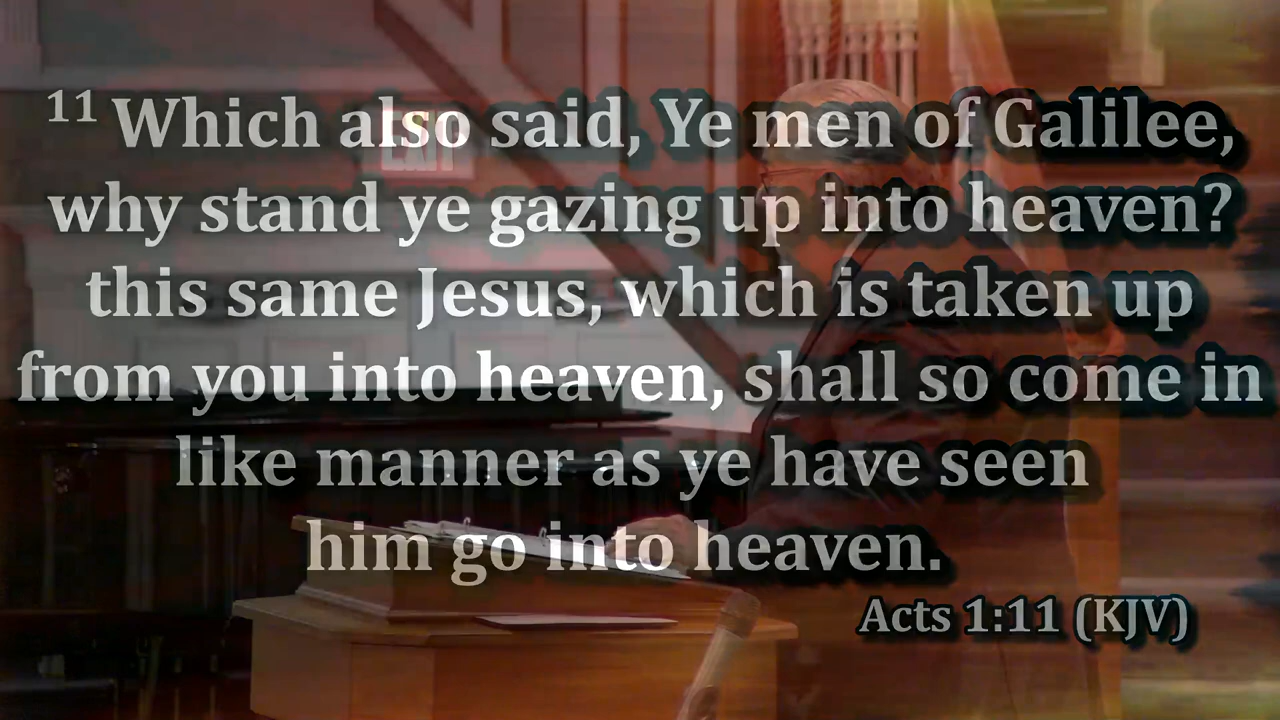 11 Which also said, Ye men of Galilee,
why stand ye gazing up into heaven?
this same Jesus, which is taken up
from you into heaven, shall so come in
like manner as ye have seen
him go into heaven.
Acts 1:11 (KJV)
EXIT